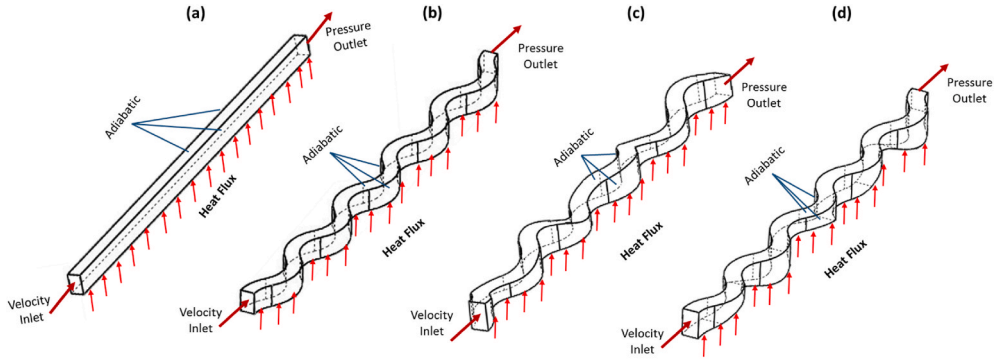 (a)
Pressure
Outlet
Adiabatic
Heat Flux
Velocity
Inlet
(b)
Pressure
Outlet
Adiabatic
Heat Flux
Velocity
Inlet
(c)
Pressure
Outlet
Adiabatic
Heat Flux
Velocity
Inlet
(d)
Pressure
Outlet
Adiabatic
Heat Flux
Velocity
Inlet